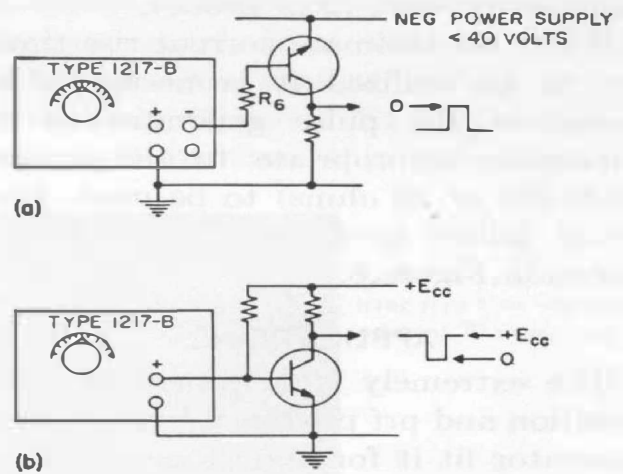 NEG POWER SUPPLY
< 40 VOLTS
TYPE 1217-B
+ -
R6
O
(a)
+Ecc
TYPE 1217-B
+
+Ecc
O
(b)